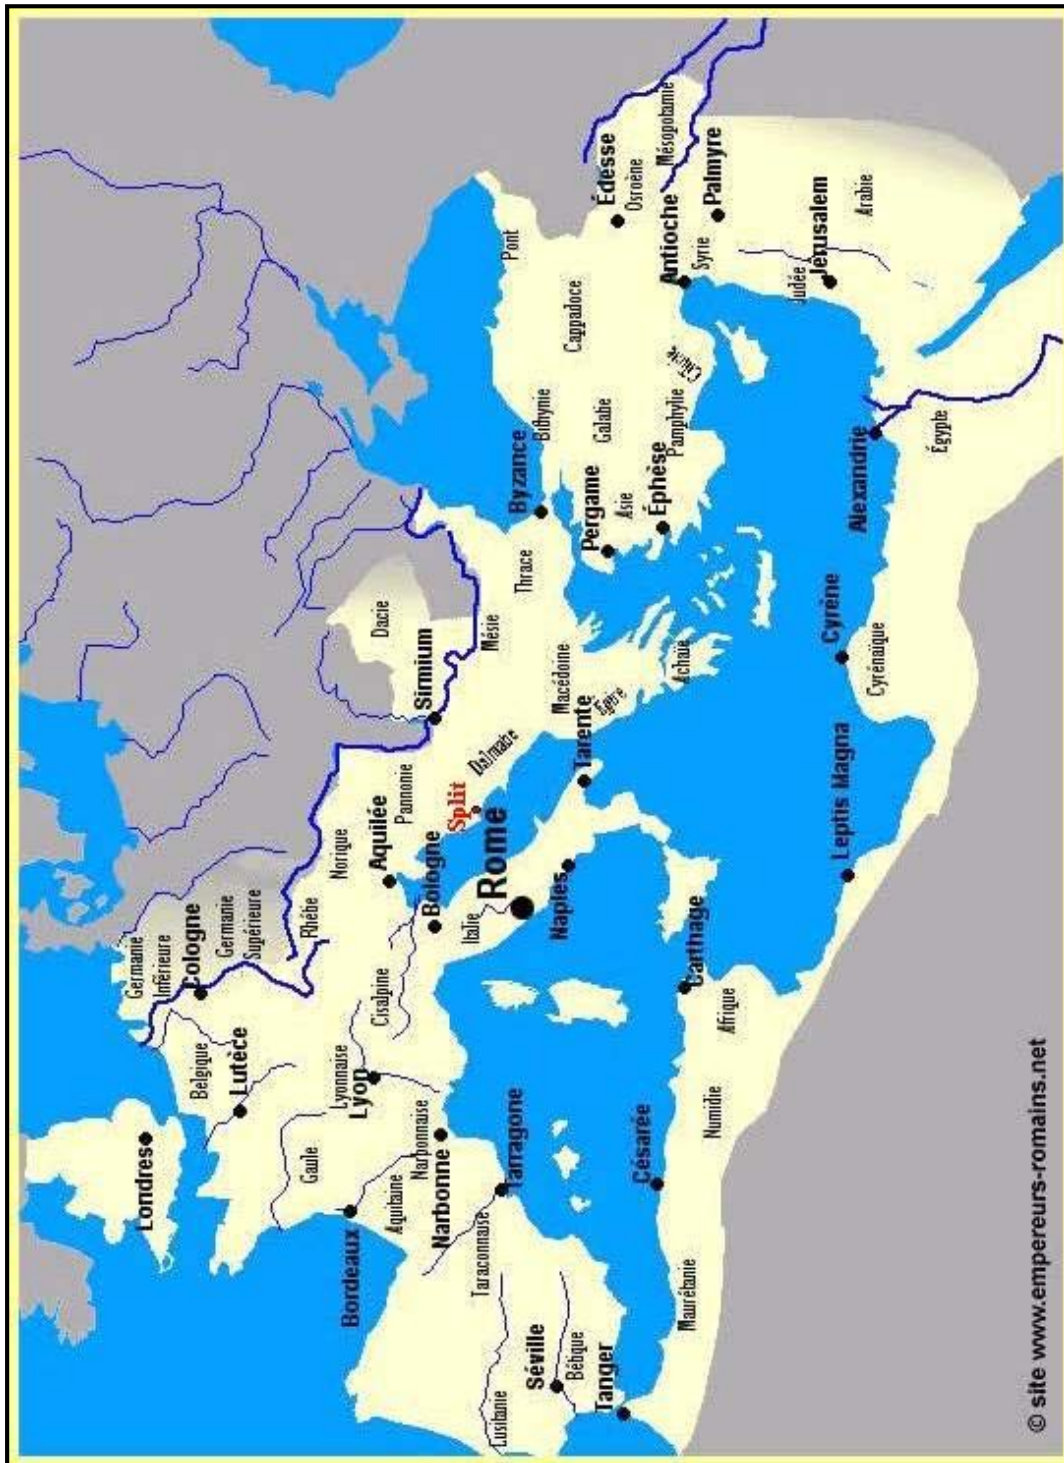 Londres
Germanie
Inférieure
Cologne
Belgique
Lutèce
Germanie
Supérieure
Gaule
Rhétie
Norique
Lyonnaise
Lyon
Bordeaux
Cisalpine
Aquilée
Pannonie
Dacie
Sirmium
Aquitaine
Narbonnaise
Narbonne
Bologne
Split
Italie
Rome
Dalmatie
Mésie
Pont
Taraconnaise
Tarragone
Thrace
Byzance
Bithynie
Lusitanie
Séville
Bétique
Naples
Tarente
Macédoine
Épire
Cappadoce
Pergame
Galatie
Asie
Édesse
Osroène
Mésopotamie
Tanger
Césarée
Éphèse
Pamphylie
Cilicie
Antioche
Syrie
Palmyre
Maurétanie
Numidie
Carthage
Afrique
Achaïe
Judée
Jérusalem
Arabie
Leptis Magna
Cyrène
Cyrénaïque
Alexandrie
Égypte
© site www.empereurs-romains.net